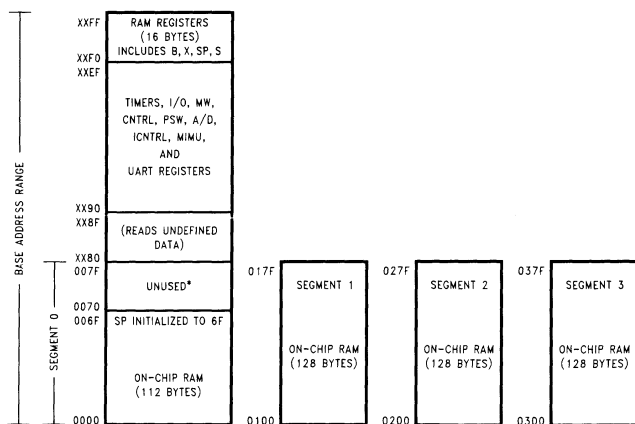 XXFF
RAM REGISTERS
(16 BYTES)
INCLUDES B, X, SP, S
XXF0
XXEF
TIMERS, I/O, MW,
CNTRL, PSW, A/D,
ICNTRL, MIMU,
AND
UART REGISTERS
XX90
XX8F
(READS UNDEFINED
DATA)
XX80
007F
UNUSED*
0070
006F
SP INITIALIZED TO 6F
ON-CHIP RAM
(112 BYTES)
0000
BASE ADDRESS RANGE
SEGMENT 0
017F
SEGMENT 1
ON-CHIP RAM
(128 BYTES)
0100
027F
SEGMENT 2
ON-CHIP RAM
(128 BYTES)
0200
037F
SEGMENT 3
ON-CHIP RAM
(128 BYTES)
0300